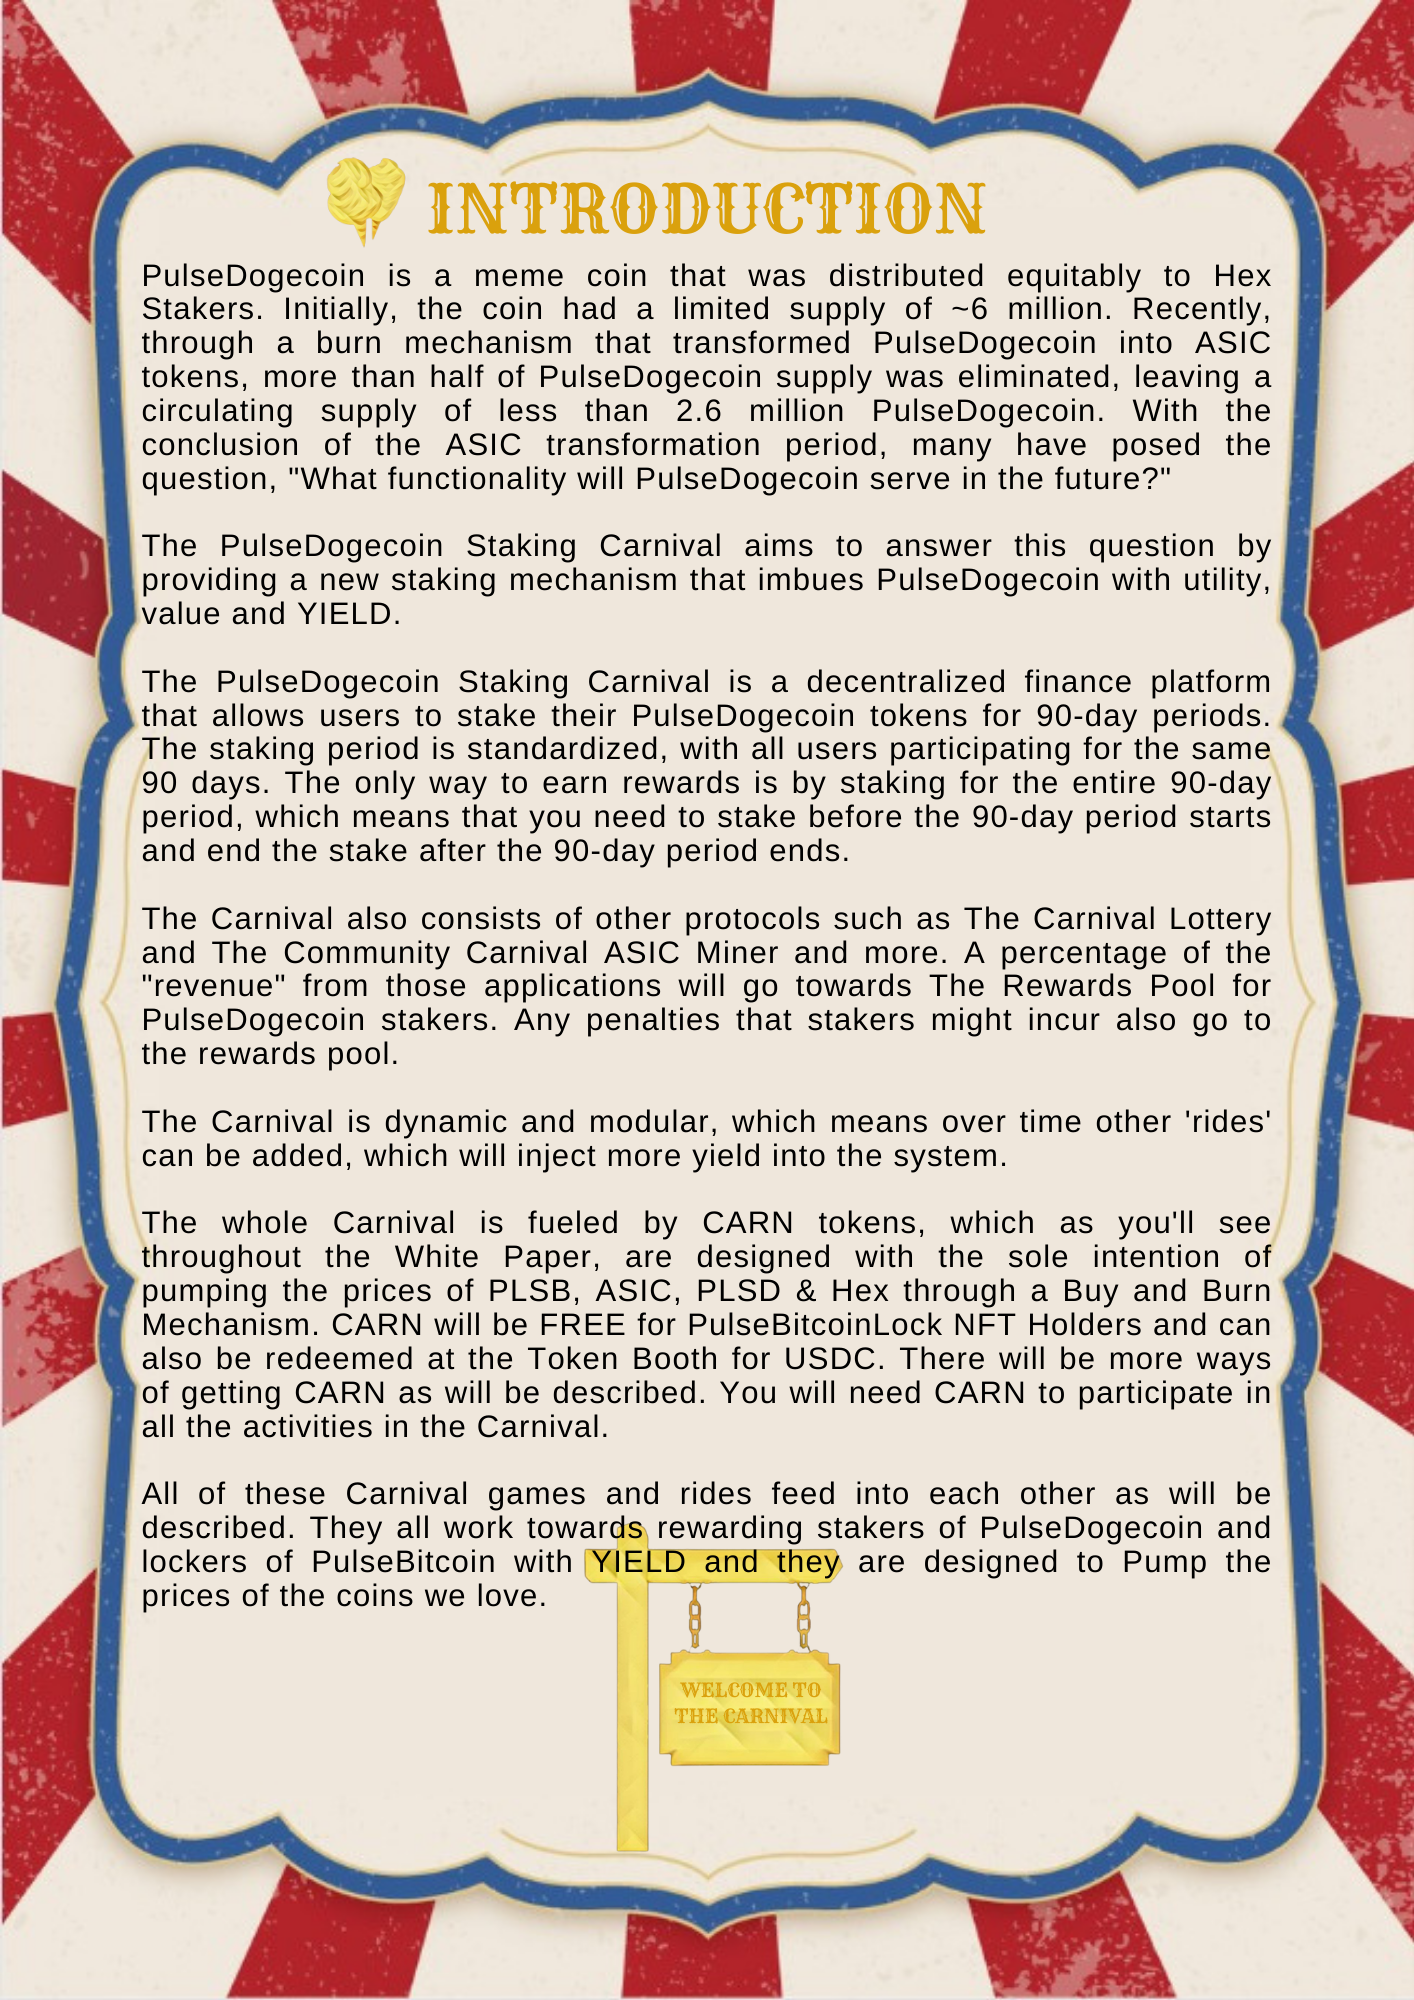 INTRODUCTION
PulseDogecoin is a meme coin that was distributed equitably to Hex
Stakers. Initially, the coin had a limited supply of ~6 million. Recently,
through a burn mechanism that transformed PulseDogecoin into ASIC
tokens, more than half of PulseDogecoin supply was eliminated, leaving a
circulating supply of less than 2.6 million PulseDogecoin. With the
conclusion of the ASIC transformation period, many have posed the
question, "What functionality will PulseDogecoin serve in the future?"
The PulseDogecoin Staking Carnival aims to answer this question by
providing a new staking mechanism that imbues PulseDogecoin with utility,
value and YIELD.
The PulseDogecoin Staking Carnival is a decentralized finance platform
that allows users to stake their PulseDogecoin tokens for 90-day periods.
The staking period is standardized, with all users participating for the same
90 days. The only way to earn rewards is by staking for the entire 90-day
period, which means that you need to stake before the 90-day period starts
and end the stake after the 90-day period ends.
The Carnival also consists of other protocols such as The Carnival Lottery
and The Community Carnival ASIC Miner and more. A percentage of the
"revenue" from those applications will go towards The Rewards Pool for
PulseDogecoin stakers. Any penalties that stakers might incur also go to
the rewards pool.
The Carnival is dynamic and modular, which means over time other 'rides'
can be added, which will inject more yield into the system.
The whole Carnival is fueled by CARN tokens, which as you'll see
throughout the White Paper, are designed with the sole intention of
pumping the prices of PLSB, ASIC, PLSD & Hex through a Buy and Burn
Mechanism. CARN will be FREE for PulseBitcoinLock NFT Holders and can
also be redeemed at the Token Booth for USDC. There will be more ways
of getting CARN as will be described. You will need CARN to participate in
all the activities in the Carnival.
All of these Carnival games and rides feed into each other as will be
described. They all work towards rewarding stakers of PulseDogecoin and
lockers of PulseBitcoin with YIELD and they are designed to Pump the
prices of the coins we love.
WELCOME TO
THE CARNIVAL